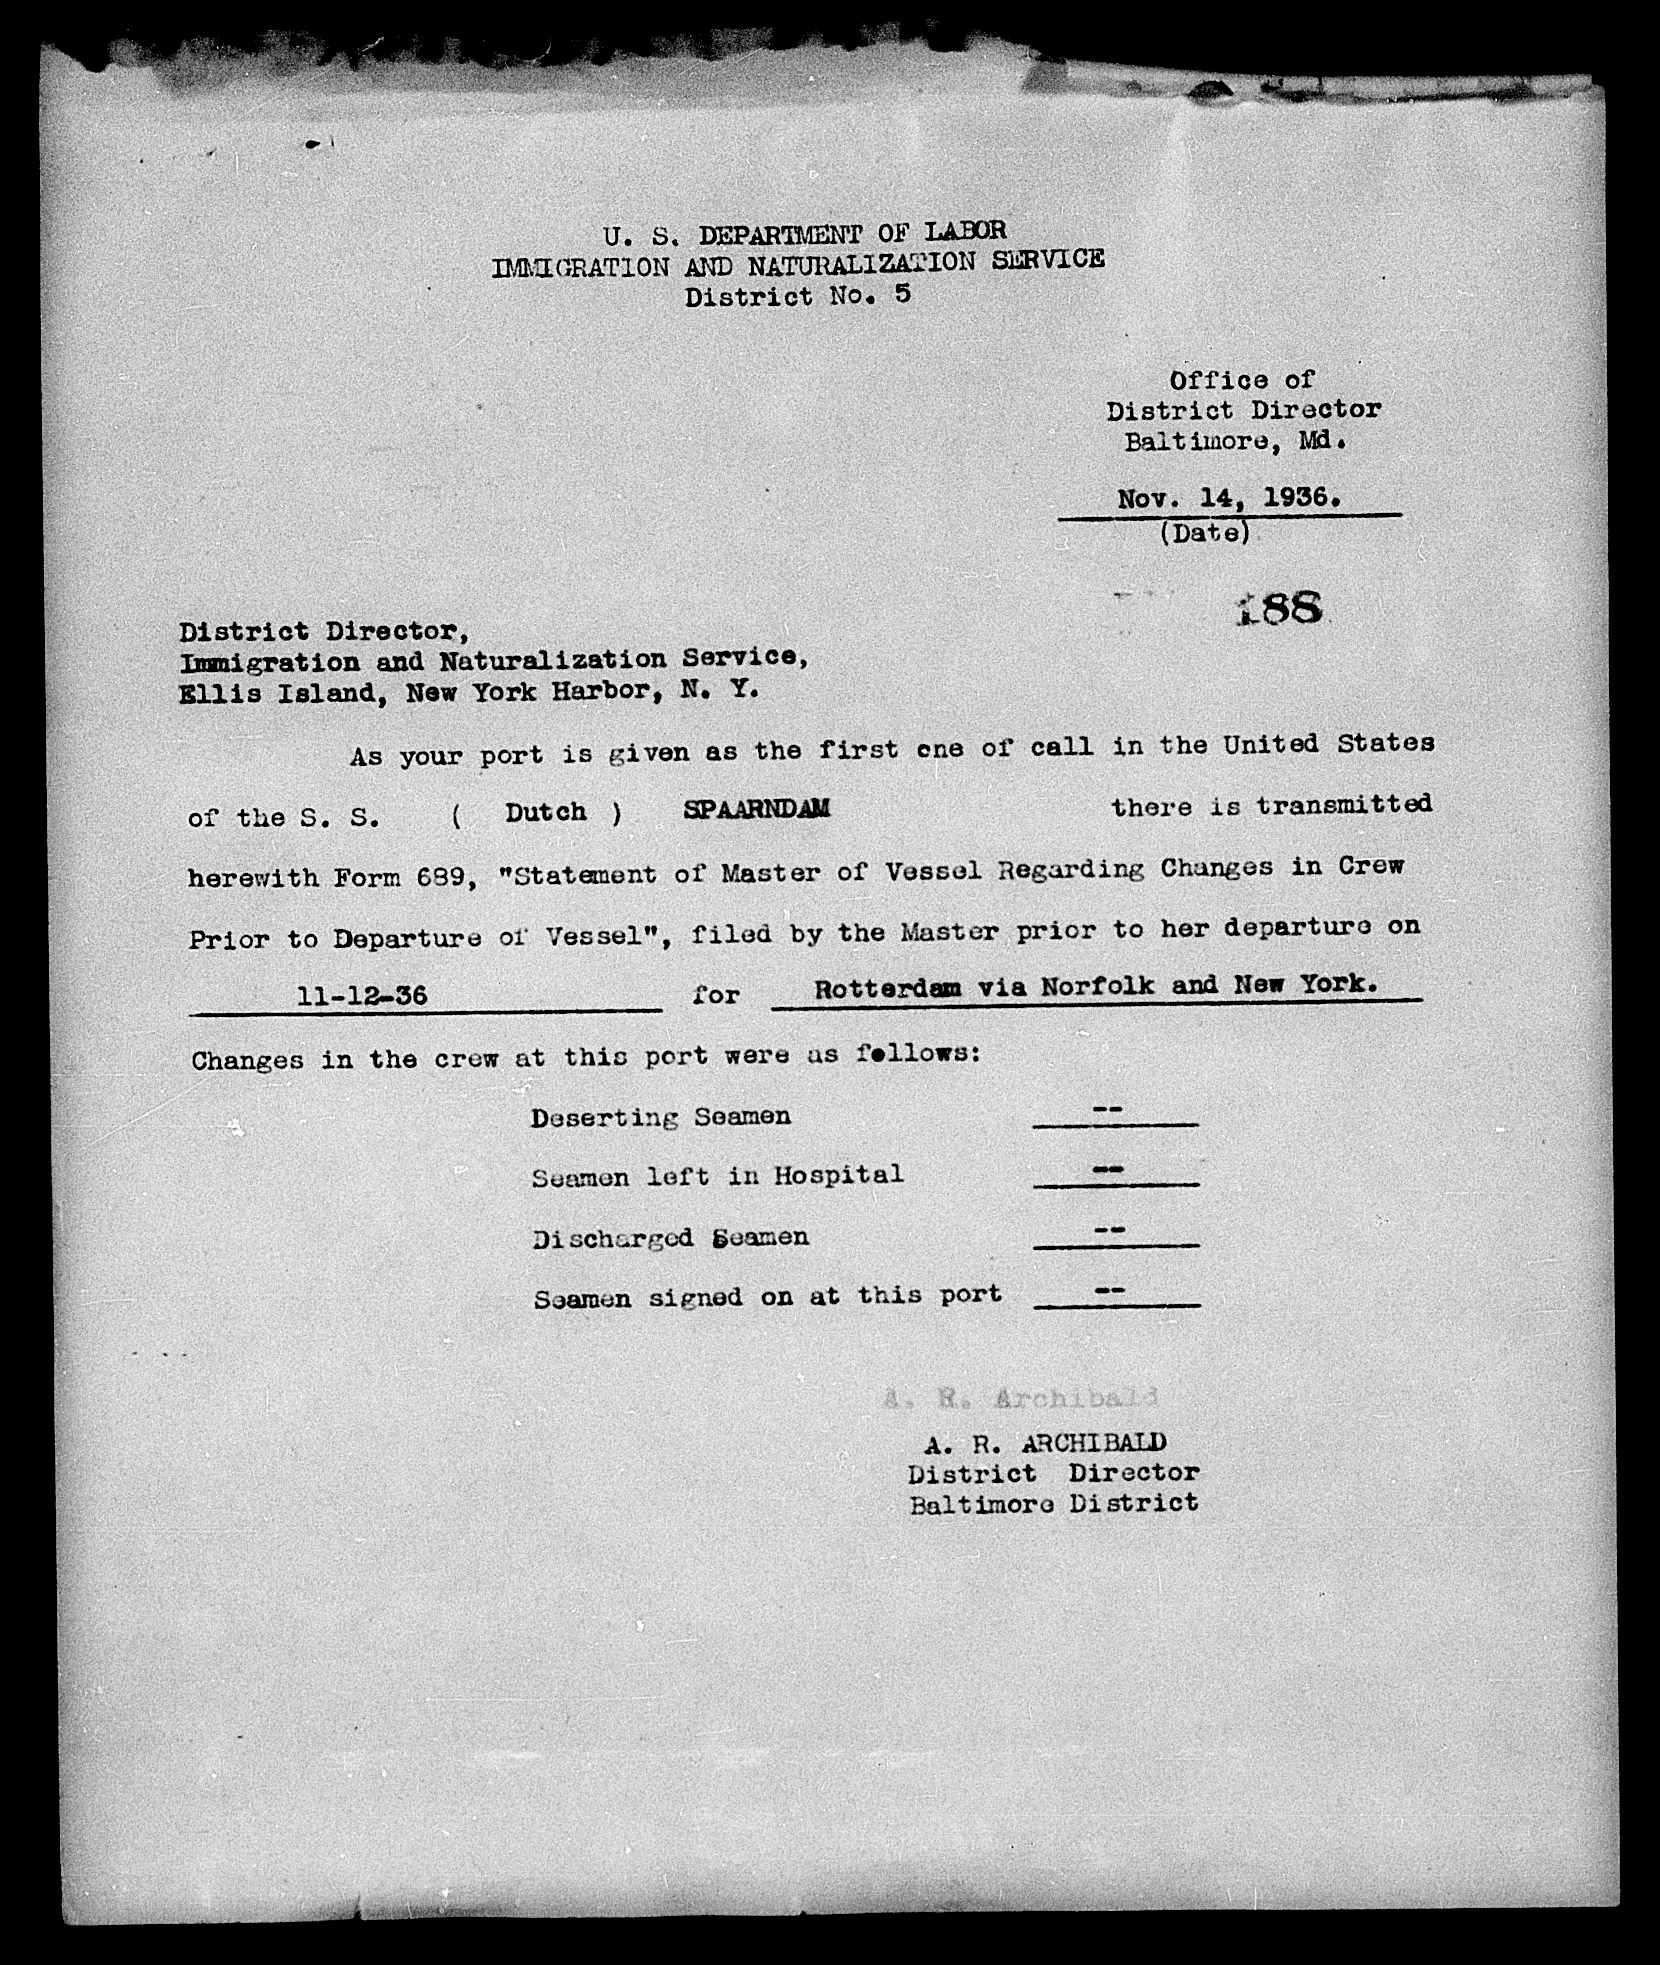 U. S. DEPARTMENT OF LABOR
IMMIGRATION AND NATURALIZATION SERVICE
District No. 5
Office of
District Director
Baltimore, Md.
Nov. 14, 1936.
(Date)
188
District Director,
Immigration and Naturalization Service,
Ellis Island, New York Harbor, N. Y.
As your port is given as the first one of call in the United States
of the S. S. ( Dutch ) SPAARNDAM there is transmitted
herewith Form 689, "Statement of Master of Vessel Regarding Changes in Crew
Prior to Departure of Vessel", filed by the Master prior to her departure on
11-12-36 for Rotterdam via Norfolk and New York.
Changes in the crew at this port were as follows:
Deserting Seamen --
Seamen left in Hospital --
Discharged Seamen --
Seamen signed on at this port --
A. R. Archibald
A. R. ARCHIBALD
District Director
Baltimore District